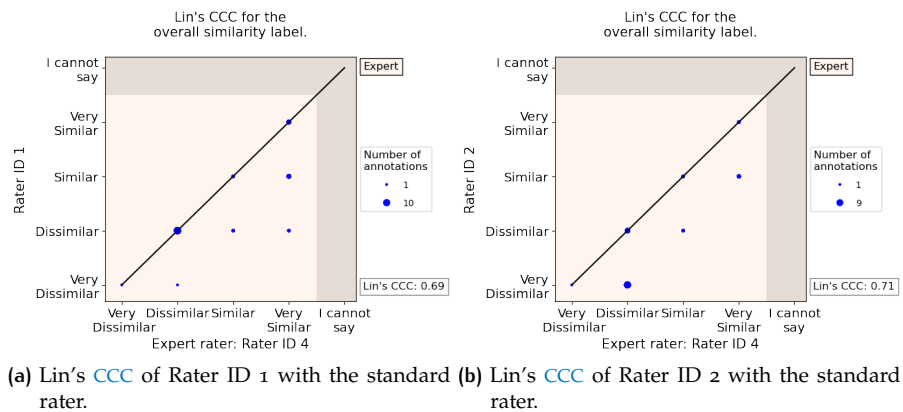 Lin's CCC for the
overall similarity label.
I cannot
say
Very
Similar
Similar
Dissimilar
Very
Dissimilar
Rater ID 1
Very
Dissimilar
Dissimilar
Similar
Very
Similar
I cannot
say
Expert rater: Rater ID 4
Expert
Number of
annotations
1
10
Lin's CCC: 0.69
(a) Lin's CCC of Rater ID 1 with the standard
rater.
Lin's CCC for the
overall similarity label.
I cannot
say
Very
Similar
Similar
Dissimilar
Very
Dissimilar
Rater ID 2
Very
Dissimilar
Dissimilar
Similar
Very
Similar
I cannot
say
Expert rater: Rater ID 4
Expert
Number of
annotations
1
9
Lin's CCC: 0.71
(b) Lin's CCC of Rater ID 2 with the standard
rater.